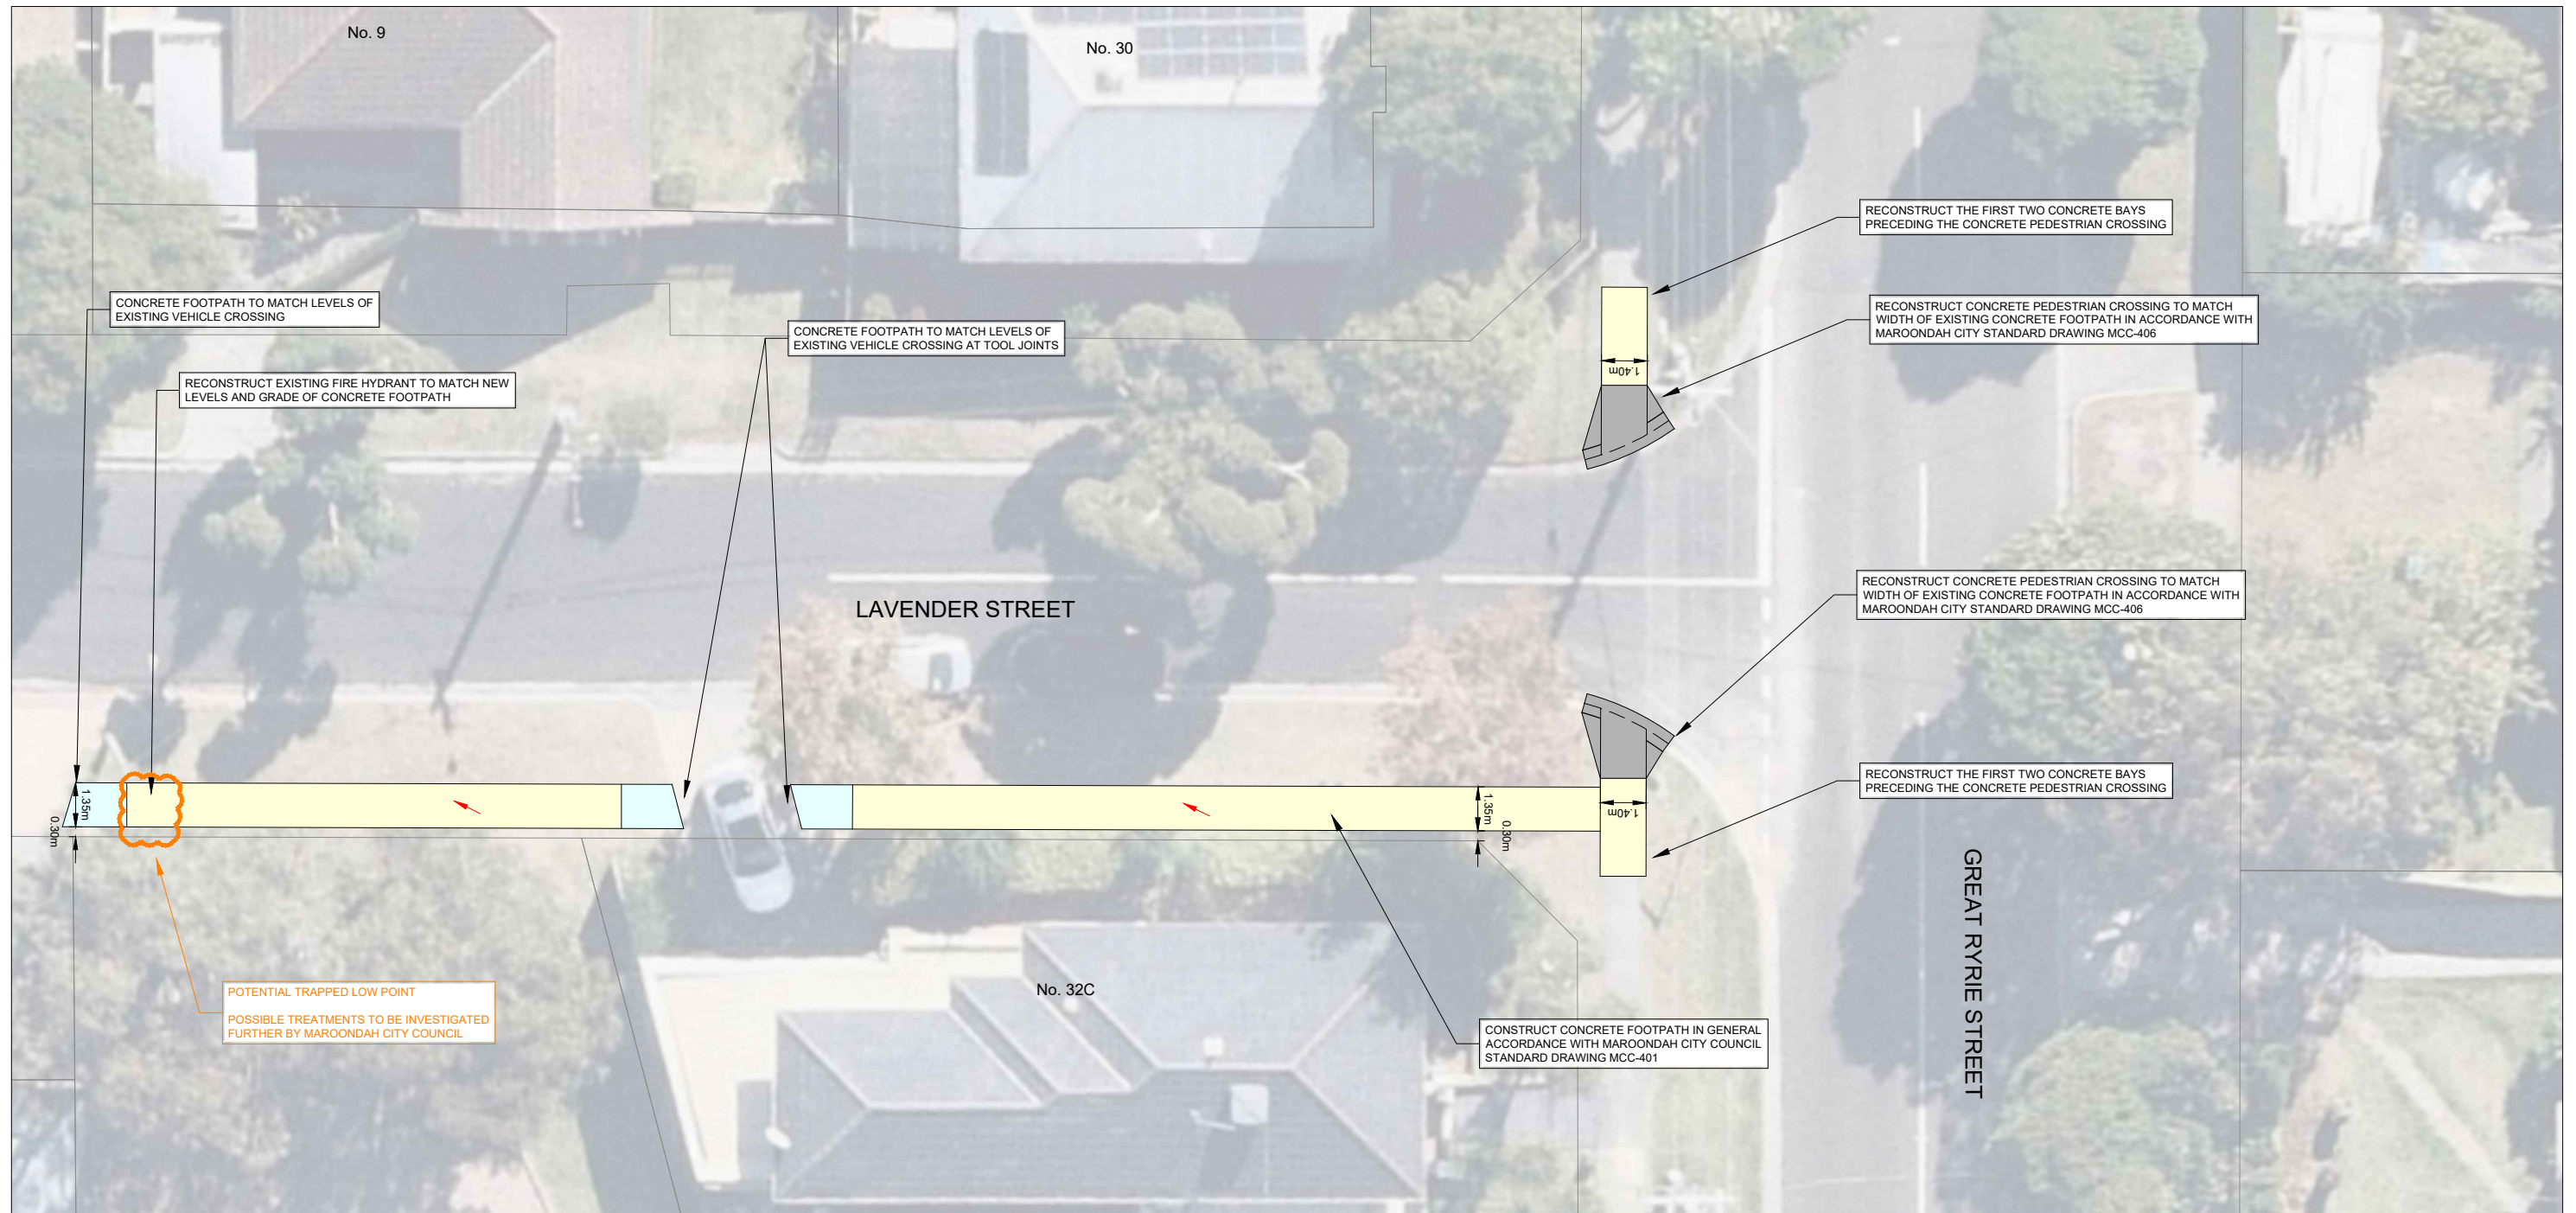 No. 9
No. 30
RECONSTRUCT THE FIRST TWO CONCRETE BAYS
PRECEDING THE CONCRETE PEDESTRIAN CROSSING
CONCRETE FOOTPATH TO MATCH LEVELS OF
EXISTING VEHICLE CROSSING
RECONSTRUCT CONCRETE PEDESTRIAN CROSSING TO MATCH
WIDTH OF EXISTING CONCRETE FOOTPATH IN ACCORDANCE WITH
MAROONDAH CITY STANDARD DRAWING MCC-406
CONCRETE FOOTPATH TO MATCH LEVELS OF
EXISTING VEHICLE CROSSING AT TOOL JOINTS
1.40m
RECONSTRUCT EXISTING FIRE HYDRANT TO MATCH NEW
LEVELS AND GRADE OF CONCRETE FOOTPATH
RECONSTRUCT CONCRETE PEDESTRIAN CROSSING TO MATCH
WIDTH OF EXISTING CONCRETE FOOTPATH IN ACCORDANCE WITH
MAROONDAH CITY STANDARD DRAWING MCC-406
LAVENDER STREET
RECONSTRUCT THE FIRST TWO CONCRETE BAYS
PRECEDING THE CONCRETE PEDESTRIAN CROSSING
1.35m
0.30m
1.35m
0.30m
1.40m
GREAT RYRIE STREET
POTENTIAL TRAPPED LOW POINT
POSSIBLE TREATMENTS TO BE INVESTIGATED
FURTHER BY MAROONDAH CITY COUNCIL
No. 32C
CONSTRUCT CONCRETE FOOTPATH IN GENERAL
ACCORDANCE WITH MAROONDAH CITY COUNCIL
STANDARD DRAWING MCC-401